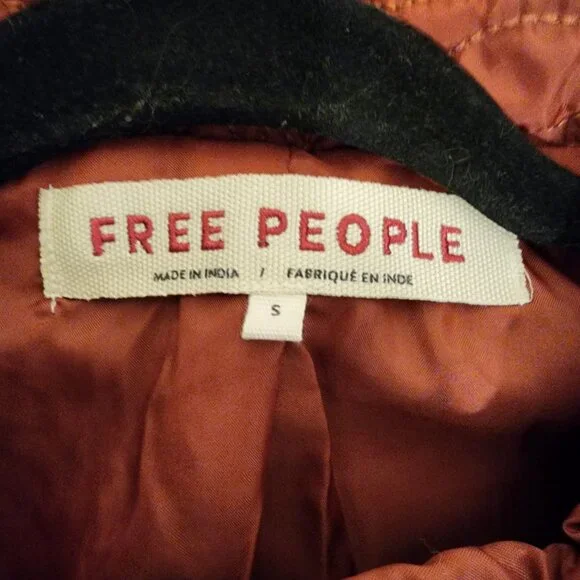 FREE PEOPLE
MADE IN INDIA / FABRIQUÉ EN INDE
S